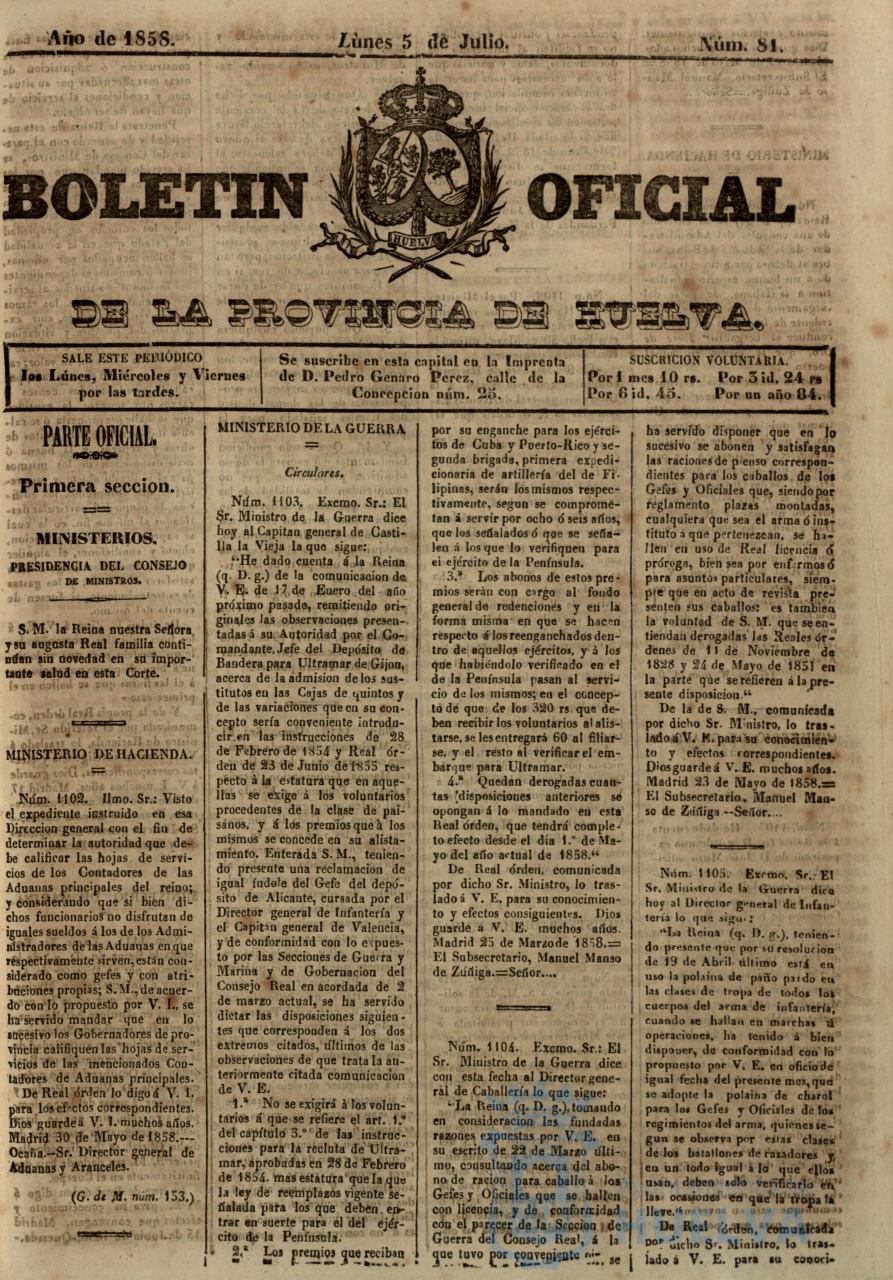 Año de 1858.
Lùnes 5 de Julio.
Núm. 81.
BOLETIN OFICIAL
HUELVA
DE LA PROVINCIA DE HUELVA.
SALE ESTE PERIÓDICO
los Lúnes, Miércoles y Viernes
por las tardes.
Se suscribe en esta capital en la Imprenta
de D. Pedro Genaro Perez, calle de la
Concepcion núm. 25.
SUSCRICION VOLUNTARIA.
Por 1 mes 10 rs. Por 3 id. 24 rs
Por 6 id. 45. Por un año 84.
PARTE OFICIAL.
Primera seccion.
MINISTERIOS.
PRESIDENCIA DEL CONSEJO
DE MINISTROS.
S. M. la Reina nuestra Señora
y su augusta Real familia conti-
núan sin novedad en su impor-
tante salud en esta Corte.
MINISTERIO DE HACIENDA.
Núm. 1102. Ilmo. Sr.: Visto
el expediente instruido en esa
Direccion general con el fin de
determinar la autoridad que de-
be calificar las hojas de servi-
cios de los Contadores de las
Aduanas principales del reino;
y considerando que si bien di-
chos funcionarios no disfrutan de
iguales sueldos á los de los Admi-
nistradores de las Aduanas en que
respectivamente sirven, están con-
siderado como gefes y con atri-
buciones propias; S. M., de acuer-
do con lo propuesto por V. I., se
ha servido mandar que en lo
sucesivo los Gobernadores de pro-
vincia califiquen las hojas de ser-
vicios de las mencionados Con-
tadores de Aduanas principales.
De Real órden lo digo á V. I.
para los efectos correspondientes.
Dios guarde á V. I. muchos años.
Madrid 30 de Mayo de 1858.---
Ocaña.--Sr. Director general de
Aduanas y Aranceles.
(G. de M. núm. 153.)
MINISTERIO DE LA GUERRA
Circulares.
Núm. 1103. Excmo. Sr.: El
Sr. Ministro de la Guerra dice
hoy al Capitan general de Casti-
lla la Vieja la que sigue:
"He dado cuenta á la Reina
(q. D. g.) de la comunicacion de
V. E. de 17 de Enero del año
próximo pasado, remitiendo ori-
ginales las observaciones presen-
tadas á su Autoridad por el Co-
mandante, Jefe del Depósito de
Bandera para Ultramar de Gijon,
acerca de la admision de los sus-
titutos en las Cajas de quintos y
de las variaciones que en su con-
cepto sería conveniente introdu-
cir en las instrucciones de 28
de Febrero de 1854 y Real ór-
den de 23 de Junio de 1855 res-
pecto à la estatura que en aque-
llas se exige á los voluntarios
procedentes de la clase de pai-
sanos, y á los premios que à los
mismos se concede en su alista-
miento. Enterada S. M., tenien-
do presente una reclamacion de
igual índole del Gefe del depó-
sito de Alicante, cursada por el
Director general de Infantería y
el Capitan general de Valencia,
y de conformidad con lo expues-
to por las Secciones de Guerra y
Marina y de Gobernacion del
Consejo Real en acordada de 2
de marzo actual, se ha servido
dictar las disposiciones siguien-
tes que corresponden á los dos
extremos citados, últimos de las
observaciones de que trata la an-
teriormente citada comunicacion
de V. E.
1.ª No se exigirá à los volun-
tarios á que se refiere el art. 1.º
del capítulo 3.º de las instruc-
ciones para la recluta de Ultra-
mar, aprobadas en 28 de Febrero
de 1854, mas estatura que la que
la ley de reemplazos vigente se-
ñalada para los que deben en-
trar en suerte para él del ejér-
cito de la Península.
2.ª Los premios que reciban
por su enganche para los ejérci-
tos de Cuba y Puerto-Rico y se-
gunda brigada, primera expedi-
cionaria de artillería del de Fi-
lipinas, serán los mismos respec-
tivamente, segun se comprome-
tan á servir por ocho ó seis años,
que los señalados ó que se seña-
len á los que lo verifiquen para
el ejército de la Península.
3.ª Los abonos de estos pre-
mios serán con cargo al fondo
general de redenciones y en la
forma misma en que se hacen
respecto á los reenganchados den-
tro de aquellos ejércitos, y à los
que habiéndolo verificado en el
de la Península pasan al servi-
cio de los mismos; en el concep-
to de que de los 320 rs. que de-
ben recibir los voluntarios al alis-
tarse, se les entregará 60 al filiar-
se, y el resto al verificar el em-
barque para Ultramar.
4.ª Quedan derogadas cuan-
tas disposiciones anteriores se
opongan á lo mandado en esta
Real órden, que tendrá comple-
to efecto desde el dia 1.º de Ma-
yo del año actual de 1858."
De Real órden, comunicada
por dicho Sr. Ministro, lo tras-
lado á V. E. para su conocimien-
to y efectos consiguientes. Dios
guarde á V. E. muchos años.
Madrid 25 de Marzo de 1858.=
El Subsecretario, Manuel Manso
de Zúñiga.=Señor....
Núm. 1104. Excmo. Sr.: El
Sr. Ministro de la Guerra dice
con esta fecha al Director gene-
ral de Caballería lo que sigue:
"La Reina (q. D. g.), tomando
en consideracion las fundadas
razones expuestas por V. E. en
su escrito de 22 de Marzo últi-
mo, consultando acerca del abo-
no de racion para caballo à los
Gefes y Oficiales que se hallen
con licencia, y de conformidad
con el parecer de la Seccion de
Guerra del Consejo Real, á la
que tuvo por conveniente oir, se
ha servido disponer que en lo
sucesivo se abonen y satisfagan
las raciones de pienso correspon-
dientes para los caballos de los
Gefes y Oficiales que, siendo por
reglamento plazas montadas,
cualquiera que sea el arma ó ins-
tituto á que pertenezcan, se ha-
llen en uso de Real licencia ó
próroga, bien sea por enfermos ó
para asuntos particulares, siem-
pre que en acto de revista pre-
senten sus caballos: es tambien
la voluntad de S. M. que se en-
tiendan derogadas las Reales ór-
denes de 11 de Noviembre de
1828 y 24 de Mayo de 1851 en
la parte que se refieren á la pre-
sente disposicion."
De la de S. M., comunicada
por dicho Sr. Ministro, lo tras-
lado á V. E. para su conocimien-
to y efectos correspondientes.
Dios guarde á V. E. muchos años.
Madrid 23 de Mayo de 1858.=
El Subsecretario, Manuel Man-
so de Zúñiga --Señor....
Núm. 1105. Excmo. Sr.: El
Sr. Ministro de la Guerra dice
hoy al Director general de Infan-
tería lo que sigue:
"La Reina (q. D. g.), tenien-
do presente que por su resolucion
de 19 de Abril último está en
uso la polaina de paño pardo en
las clases de tropa de todos los
cuerpos del arma de infantería,
cuando se hallan en marchas ú
operaciones, ha tenido á bien
disponer, de conformidad con lo
propuesto por V. E. en oficio de
igual fecha del presente mes, que
se adopte la polaina de charol
para los Gefes y Oficiales de los
regimientos del arma, quienes se-
gun se observa por estas clases
de los batallones de cazadores y
en un todo igual à lo que ellos
usan, deben solo verificarlo en
las ocasiones en que la tropa la
lleve."
De Real órden, comunicada
por dicho Sr. Ministro, lo tras-
lado á V. E. para su conoci-